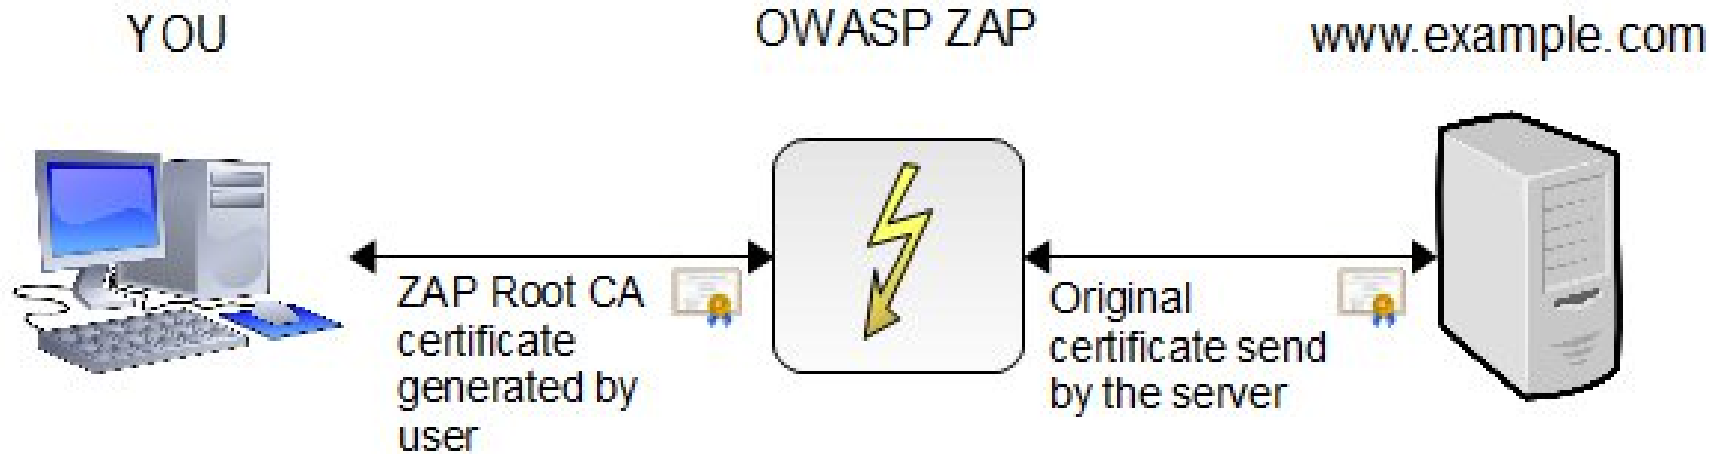 YOU
OWASP ZAP
www.example.com
ZAP Root CA
certificate
generated by
user
Original
certificate send
by the server